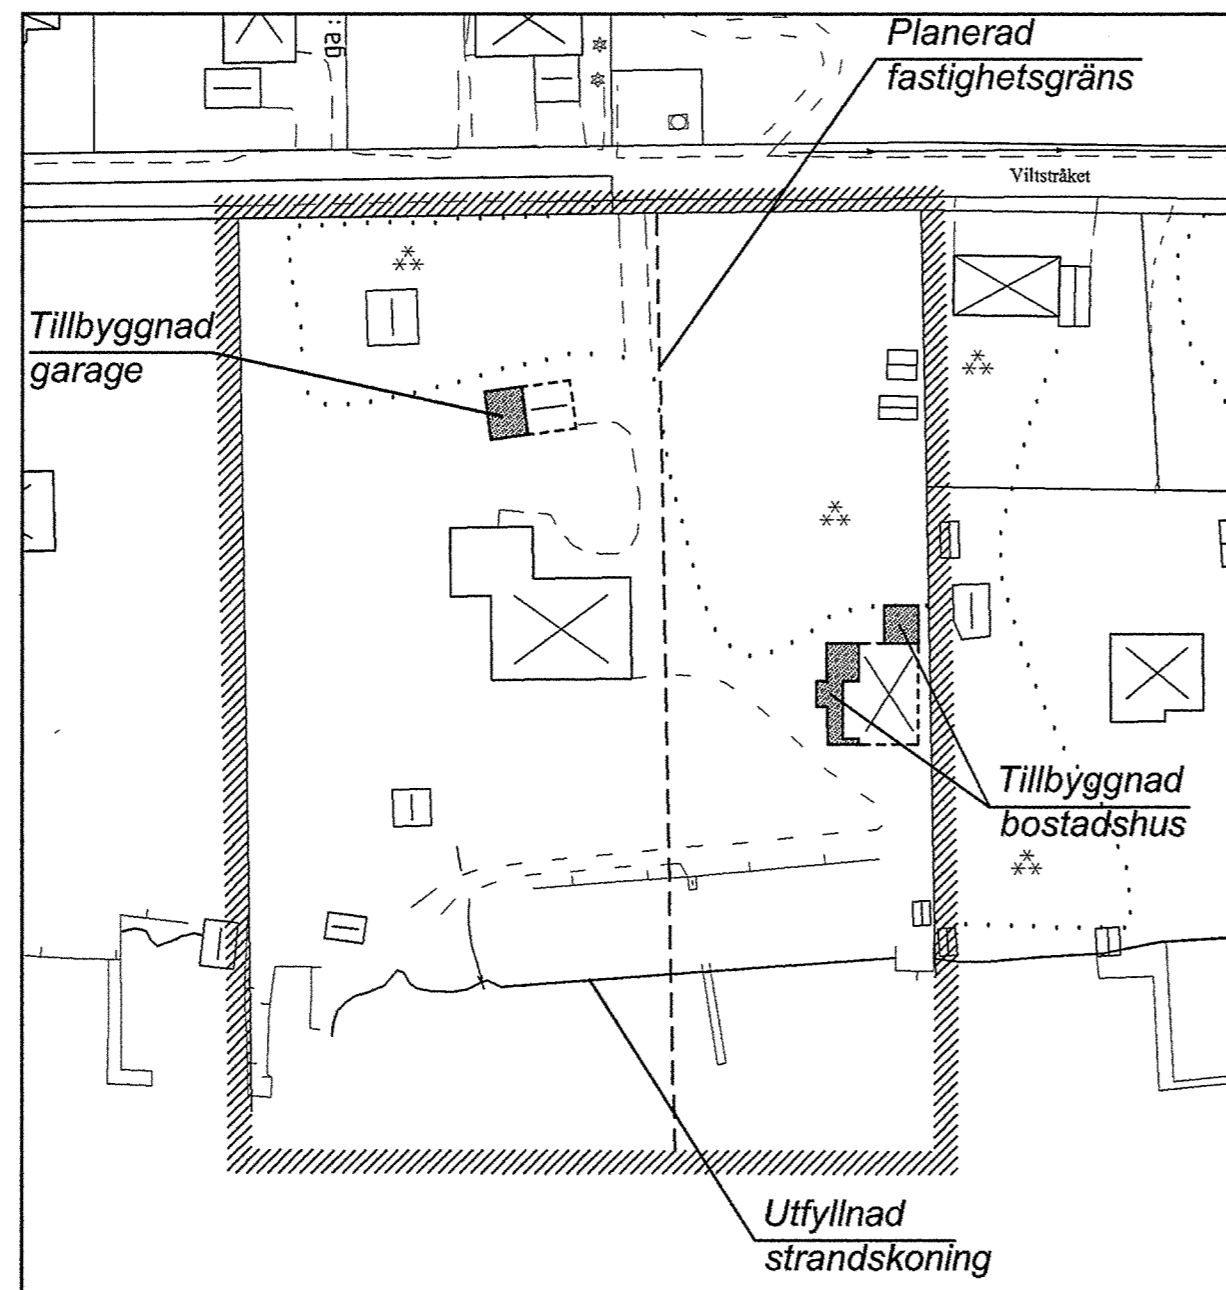 Planerad
fastighetsgräns
Viltstråket
Tillbyggnad
garage
Tillbyggnad
bostadshus
Utfyllnad
strandskoning